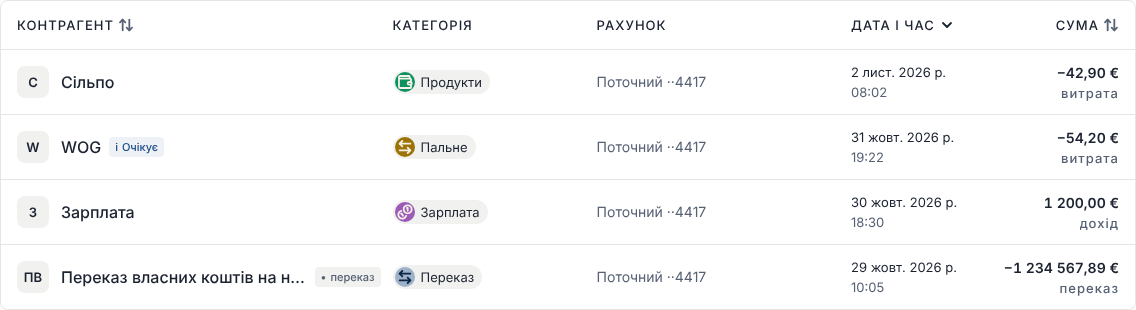 КОНТРАГЕНТ КАТЕГОРІЯ РАХУНОК ДАТА І ЧАС СУМА
С Сільпо Продукти Поточний ··4417 2 лист. 2026 р. −42,90 €
08:02 витрата
W WOG i Очікує Пальне Поточний ··4417 31 жовт. 2026 р. −54,20 €
19:22 витрата
З Зарплата Зарплата Поточний ··4417 30 жовт. 2026 р. 1 200,00 €
18:30 дохід
ПВ Переказ власних коштів на н... • переказ Переказ Поточний ··4417 29 жовт. 2026 р. −1 234 567,89 €
10:05 переказ